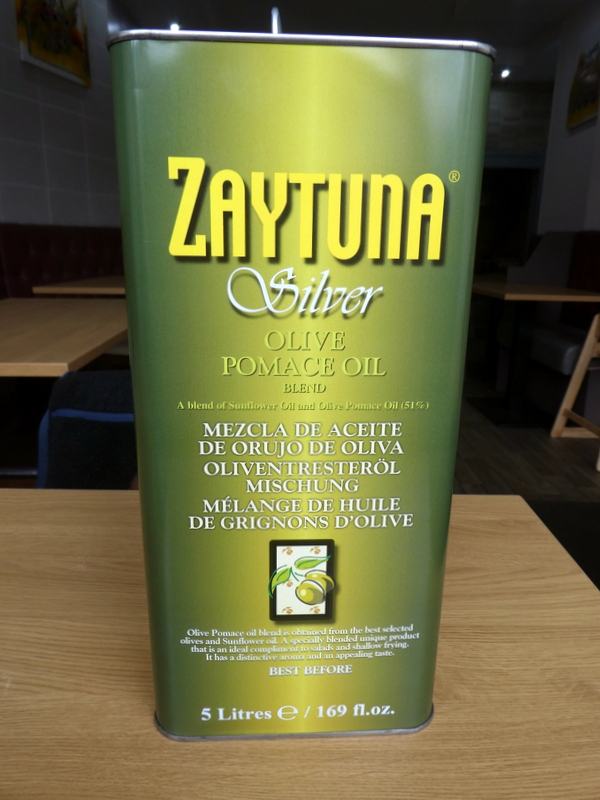 ZAYTUNA®
Silver
OLIVE
POMACE OIL
BLEND
A blend of Sunflower Oil and Olive Pomace Oil (51%)
MEZCLA DE ACEITE
DE ORUJO DE OLIVA
OLIVENTRESTERÖL
MISCHUNG
MÉLANGE DE HUILE
DE GRIGNONS D'OLIVE
Olive Pomace oil blend is obtained from the best selected
olives and Sunflower oil. A specially blended unique product
that is an ideal compliment to salads and shallow frying.
It has a distinctive aroma and an appealing taste.
BEST BEFORE
5 Litres ℮ / 169 fl.oz.